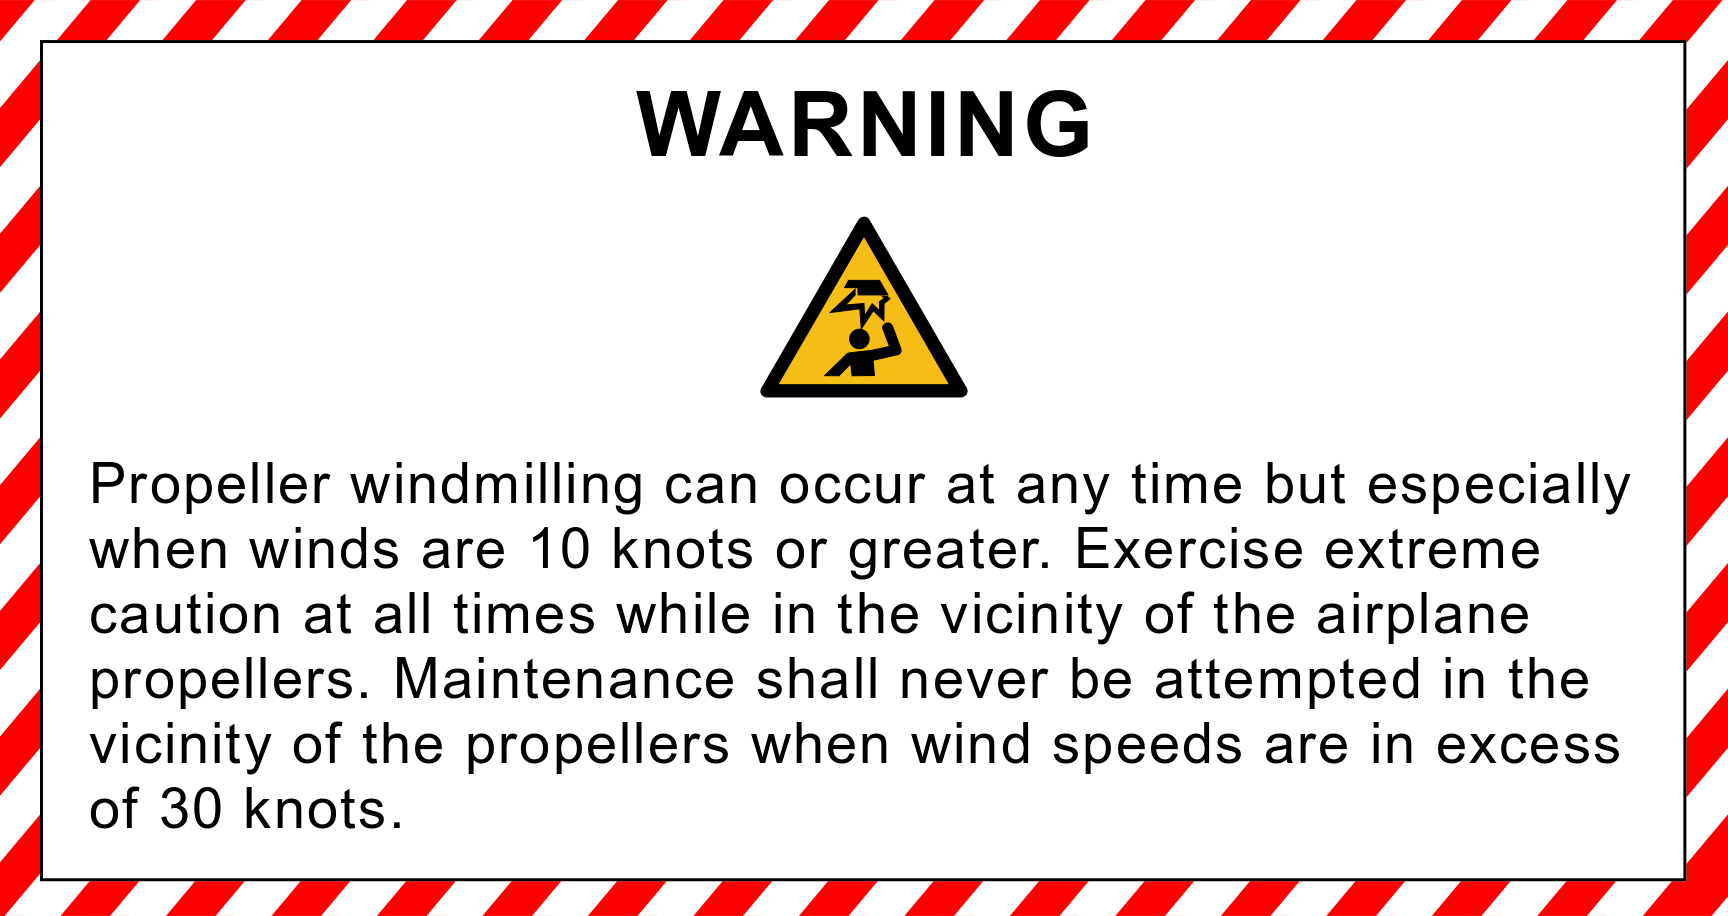 WARNING
Propeller windmilling can occur at any time but especially
when winds are 10 knots or greater. Exercise extreme
caution at all times while in the vicinity of the airplane
propellers. Maintenance shall never be attempted in the
vicinity of the propellers when wind speeds are in excess
of 30 knots.